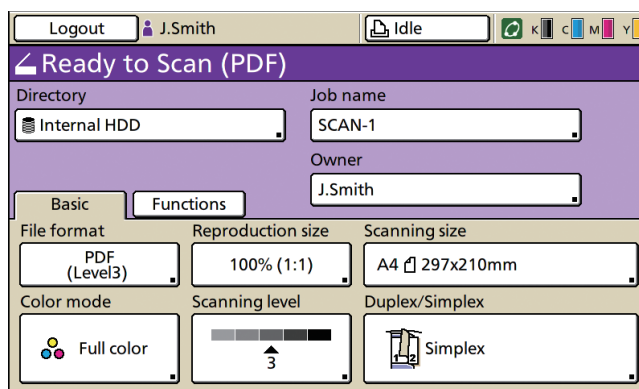 Logout
J.Smith
Idle
K C M Y
Ready to Scan (PDF)
Directory
Job name
Internal HDD
SCAN-1
Owner
J.Smith
Basic
Functions
File format
Reproduction size
Scanning size
PDF
(Level3)
100% (1:1)
A4 297x210mm
Color mode
Scanning level
Duplex/Simplex
Full color
3
1 2
Simplex